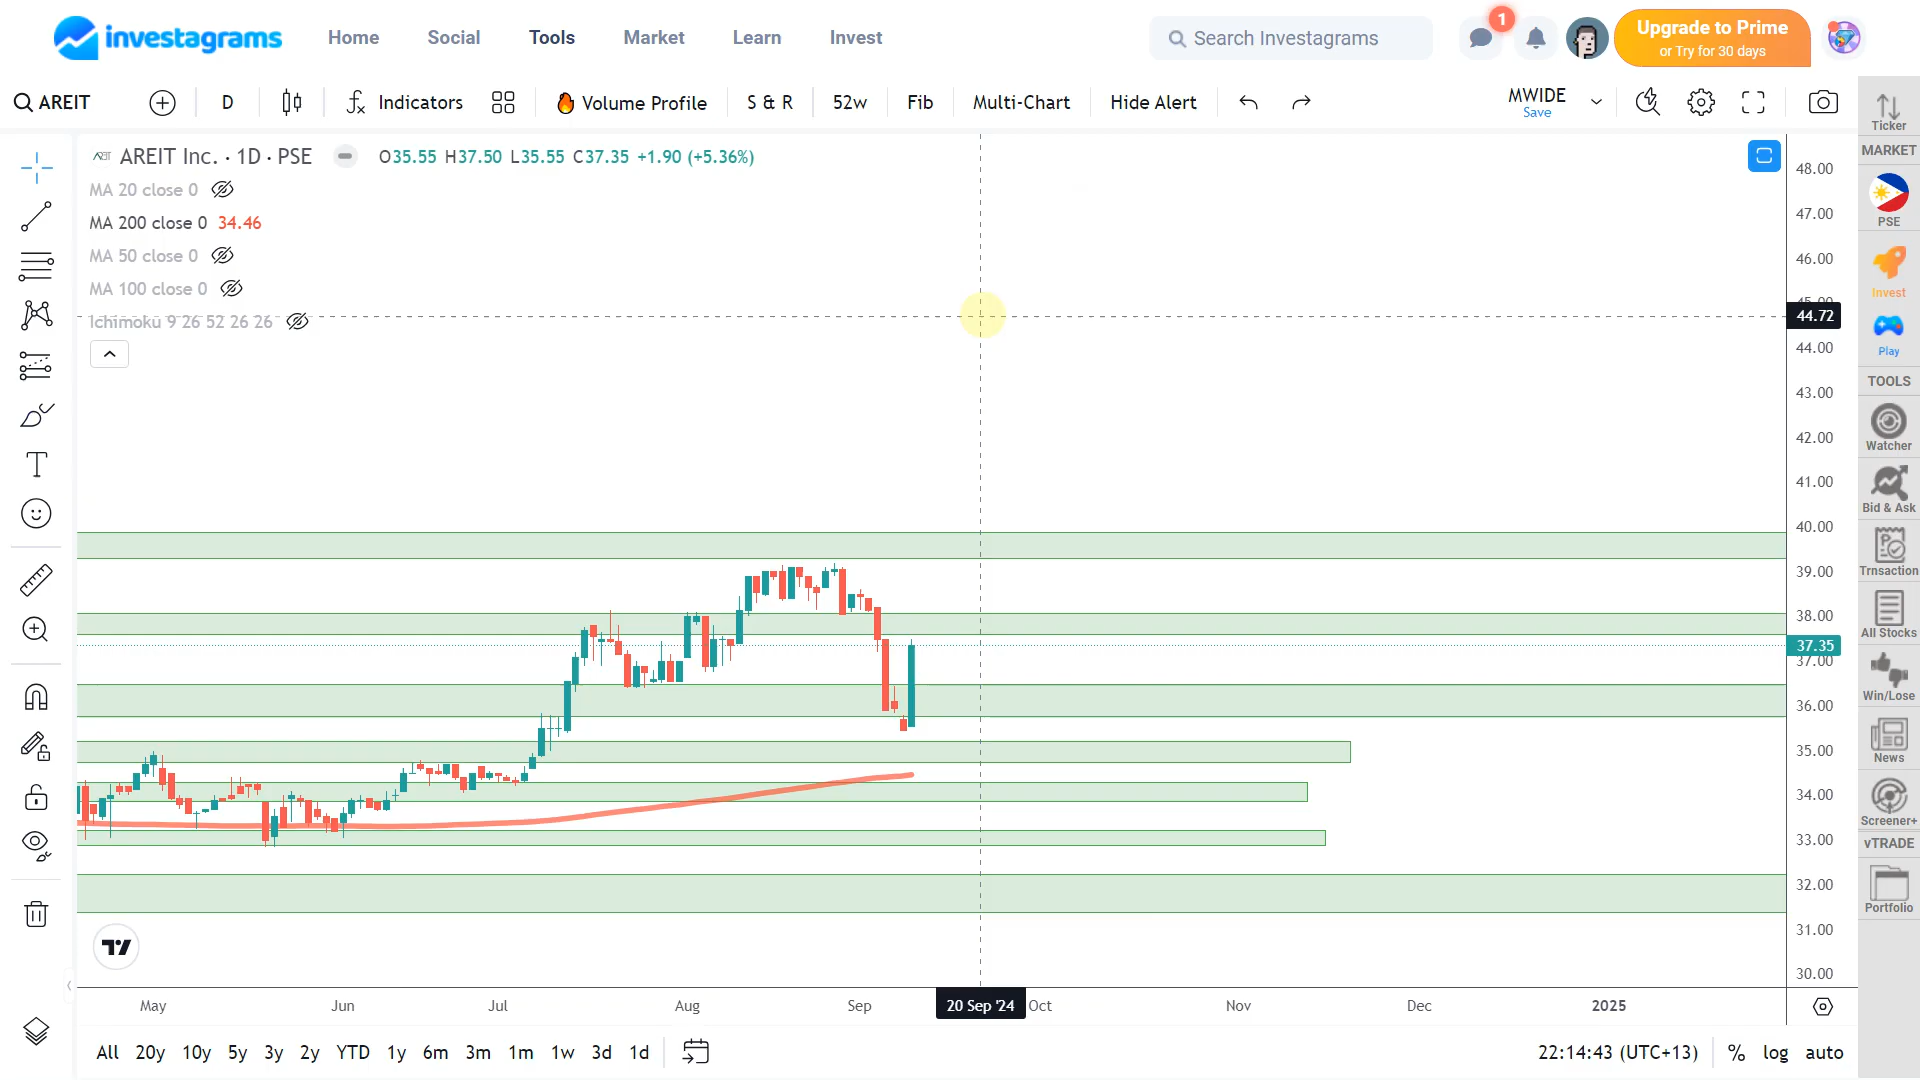 investagrams Home Social Tools Market Learn Invest Search Investagrams 1 Upgrade to Prime
or Try for 30 days
AREIT D Indicators Volume Profile S & R 52w Fib Multi-Chart Hide Alert MWIDE
Save
AREIT Inc. · 1D · PSE O35.55 H37.50 L35.55 C37.35 +1.90 (+5.36%)
MA 20 close 0
MA 200 close 0 34.46
MA 50 close 0
MA 100 close 0
Ichimoku 9 26 52 26 26
48.00
47.00
46.00
45.00
44.72
44.00
43.00
42.00
41.00
40.00
39.00
38.00
37.35
37.00
36.00
35.00
34.00
33.00
32.00
31.00
30.00
Ticker
MARKET
PSE
Invest
Play
TOOLS
Watcher
Bid & Ask
Trnsaction
All Stocks
Win/Lose
News
Screener+
vTRADE
Portfolio
May Jun Jul Aug Sep 20 Sep '24 Oct Nov Dec 2025
All 20y 10y 5y 3y 2y YTD 1y 6m 3m 1m 1w 3d 1d 22:14:43 (UTC+13) % log auto